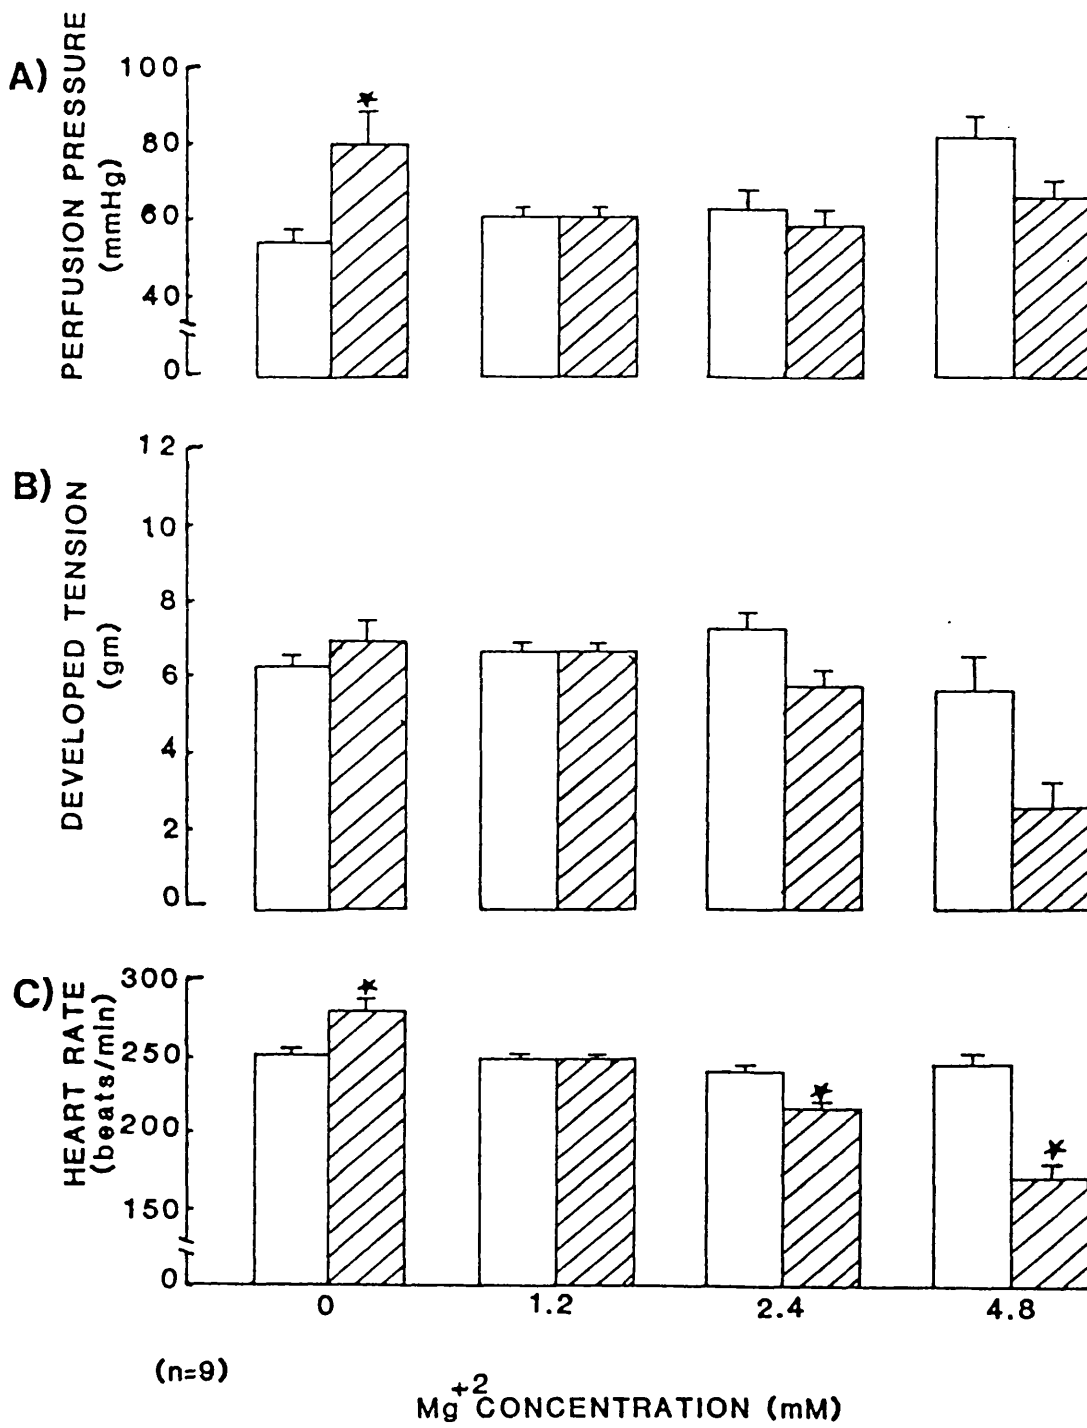 A)
PERFUSION PRESSURE
(mmHg)
100
80
60
40
0
★
B)
DEVELOPED TENSION
(gm)
12
10
8
6
4
2
0
C)
HEART RATE
(beats/min)
300
250
200
150
0
★
★
★
0 1.2 2.4 4.8
(n=9)
Mg+2 CONCENTRATION (mM)